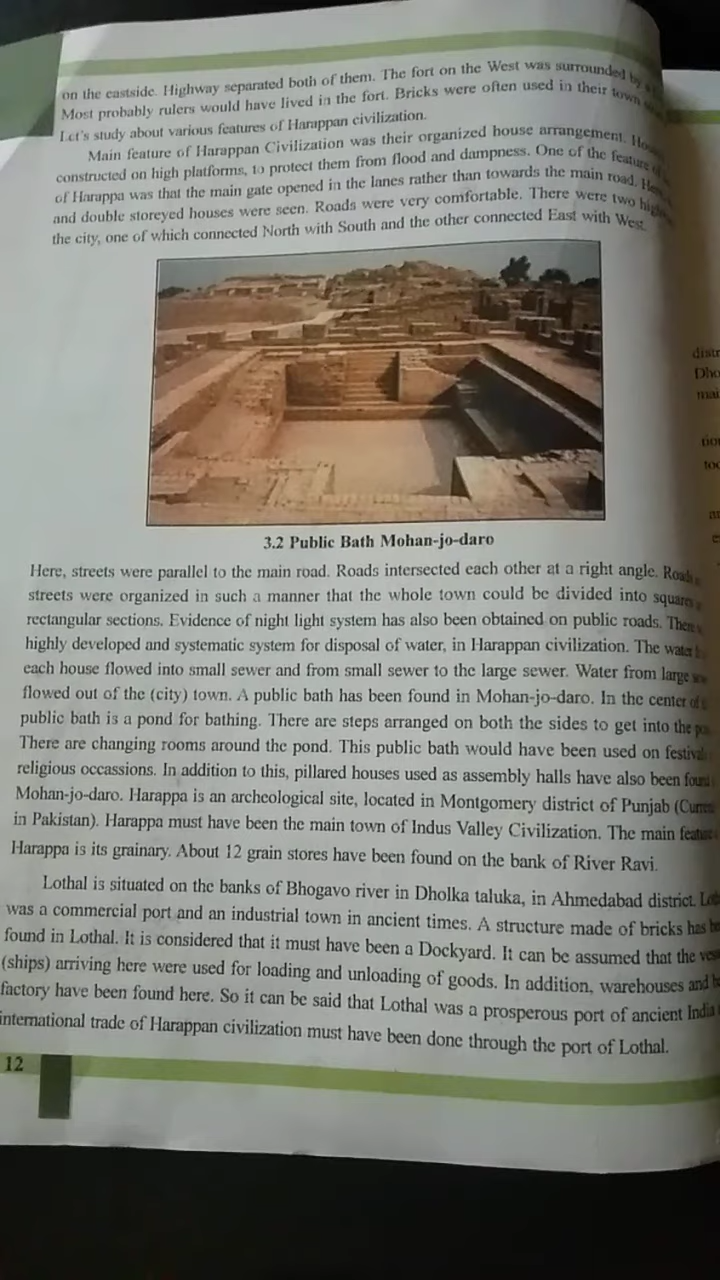 on the eastside. Highway separated both of them. The fort on the West was surrounded by a
Most probably rulers would have lived in the fort. Bricks were often used in their town
Let's study about various features of Harappan civilization.
Main feature of Harappan Civilization was their organized house arrangement.
constructed on high platforms, to protect them from flood and dampness. One of the feature
of Harappa was that the main gate opened in the lanes rather than towards the main road.
and double storeyed houses were seen. Roads were very comfortable. There were two
the city, one of which connected North with South and the other connected East with West.
3.2 Public Bath Mohan-jo-daro
Here, streets were parallel to the main road. Roads intersected each other at a right angle. Roads
streets were organized in such a manner that the whole town could be divided into squares
rectangular sections. Evidence of night light system has also been obtained on public roads. There
highly developed and systematic system for disposal of water, in Harappan civilization. The water
each house flowed into small sewer and from small sewer to the large sewer. Water from large
flowed out of the (city) town. A public bath has been found in Mohan-jo-daro. In the center of
public bath is a pond for bathing. There are steps arranged on both the sides to get into the
There are changing rooms around the pond. This public bath would have been used on festival
religious occassions. In addition to this, pillared houses used as assembly halls have also been found
Mohan-jo-daro. Harappa is an archeological site, located in Montgomery district of Punjab
in Pakistan). Harappa must have been the main town of Indus Valley Civilization. The main feature
Harappa is its grainary. About 12 grain stores have been found on the bank of River Ravi.
Lothal is situated on the banks of Bhogavo river in Dholka taluka, in Ahmedabad district.
was a commercial port and an industrial town in ancient times. A structure made of bricks has
found in Lothal. It is considered that it must have been a Dockyard. It can be assumed that the
(ships) arriving here were used for loading and unloading of goods. In addition, warehouses and
factory have been found here. So it can be said that Lothal was a prosperous port of ancient India
international trade of Harappan civilization must have been done through the port of Lothal.
12